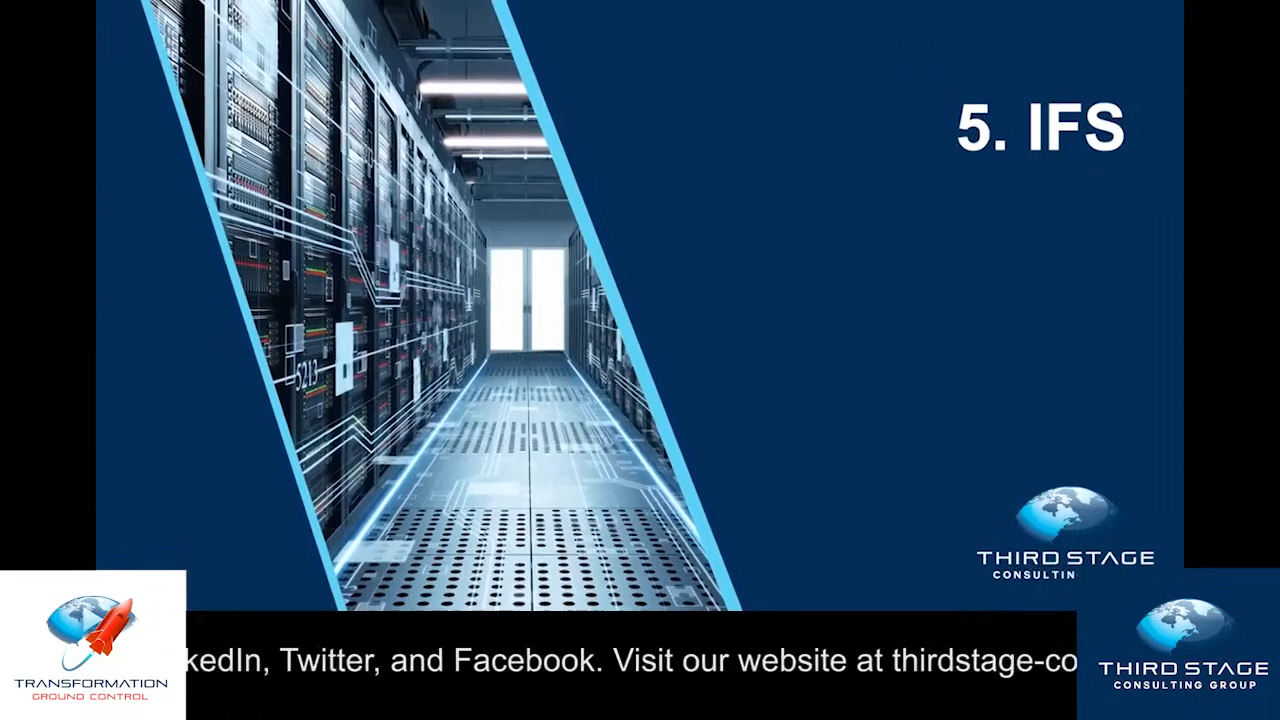 5. IFS
5213
THIRD STAGE
CONSULTIN
kedIn, Twitter, and Facebook. Visit our website at thirdstage-co
TRANSFORMATION
GROUND CONTROL
THIRD STAGE
CONSULTING GROUP